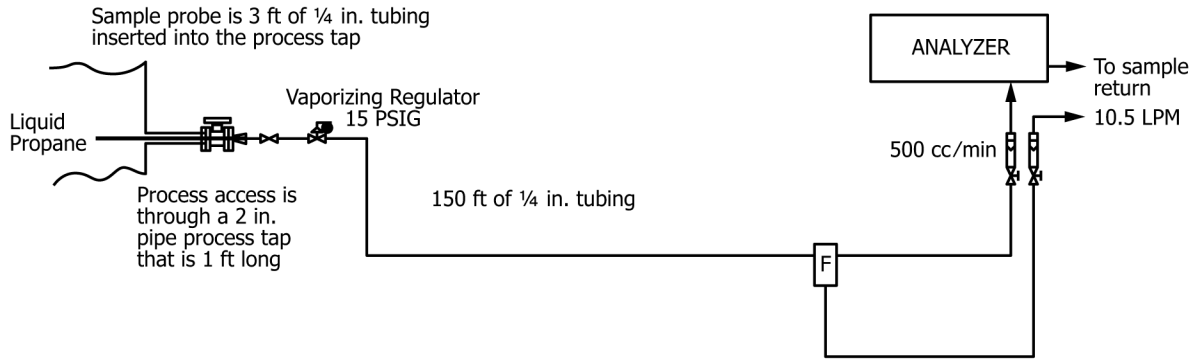 Sample probe is 3 ft of ¼ in. tubing
inserted into the process tap
Liquid
Propane
Vaporizing Regulator
15 PSIG
Process access is
through a 2 in.
pipe process tap
that is 1 ft long
150 ft of ¼ in. tubing
F
ANALYZER
500 cc/min
To sample
return
10.5 LPM